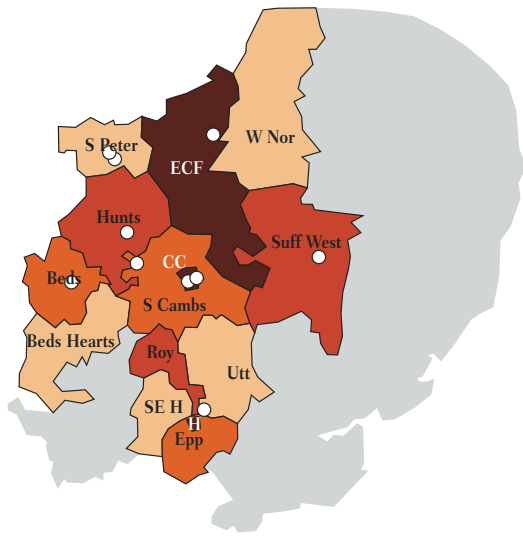 S Peter
W Nor
ECF
Hunts
Suff West
CC
Beds
S Cambs
Beds Hearts
Roy
Utt
SE H
H
Epp